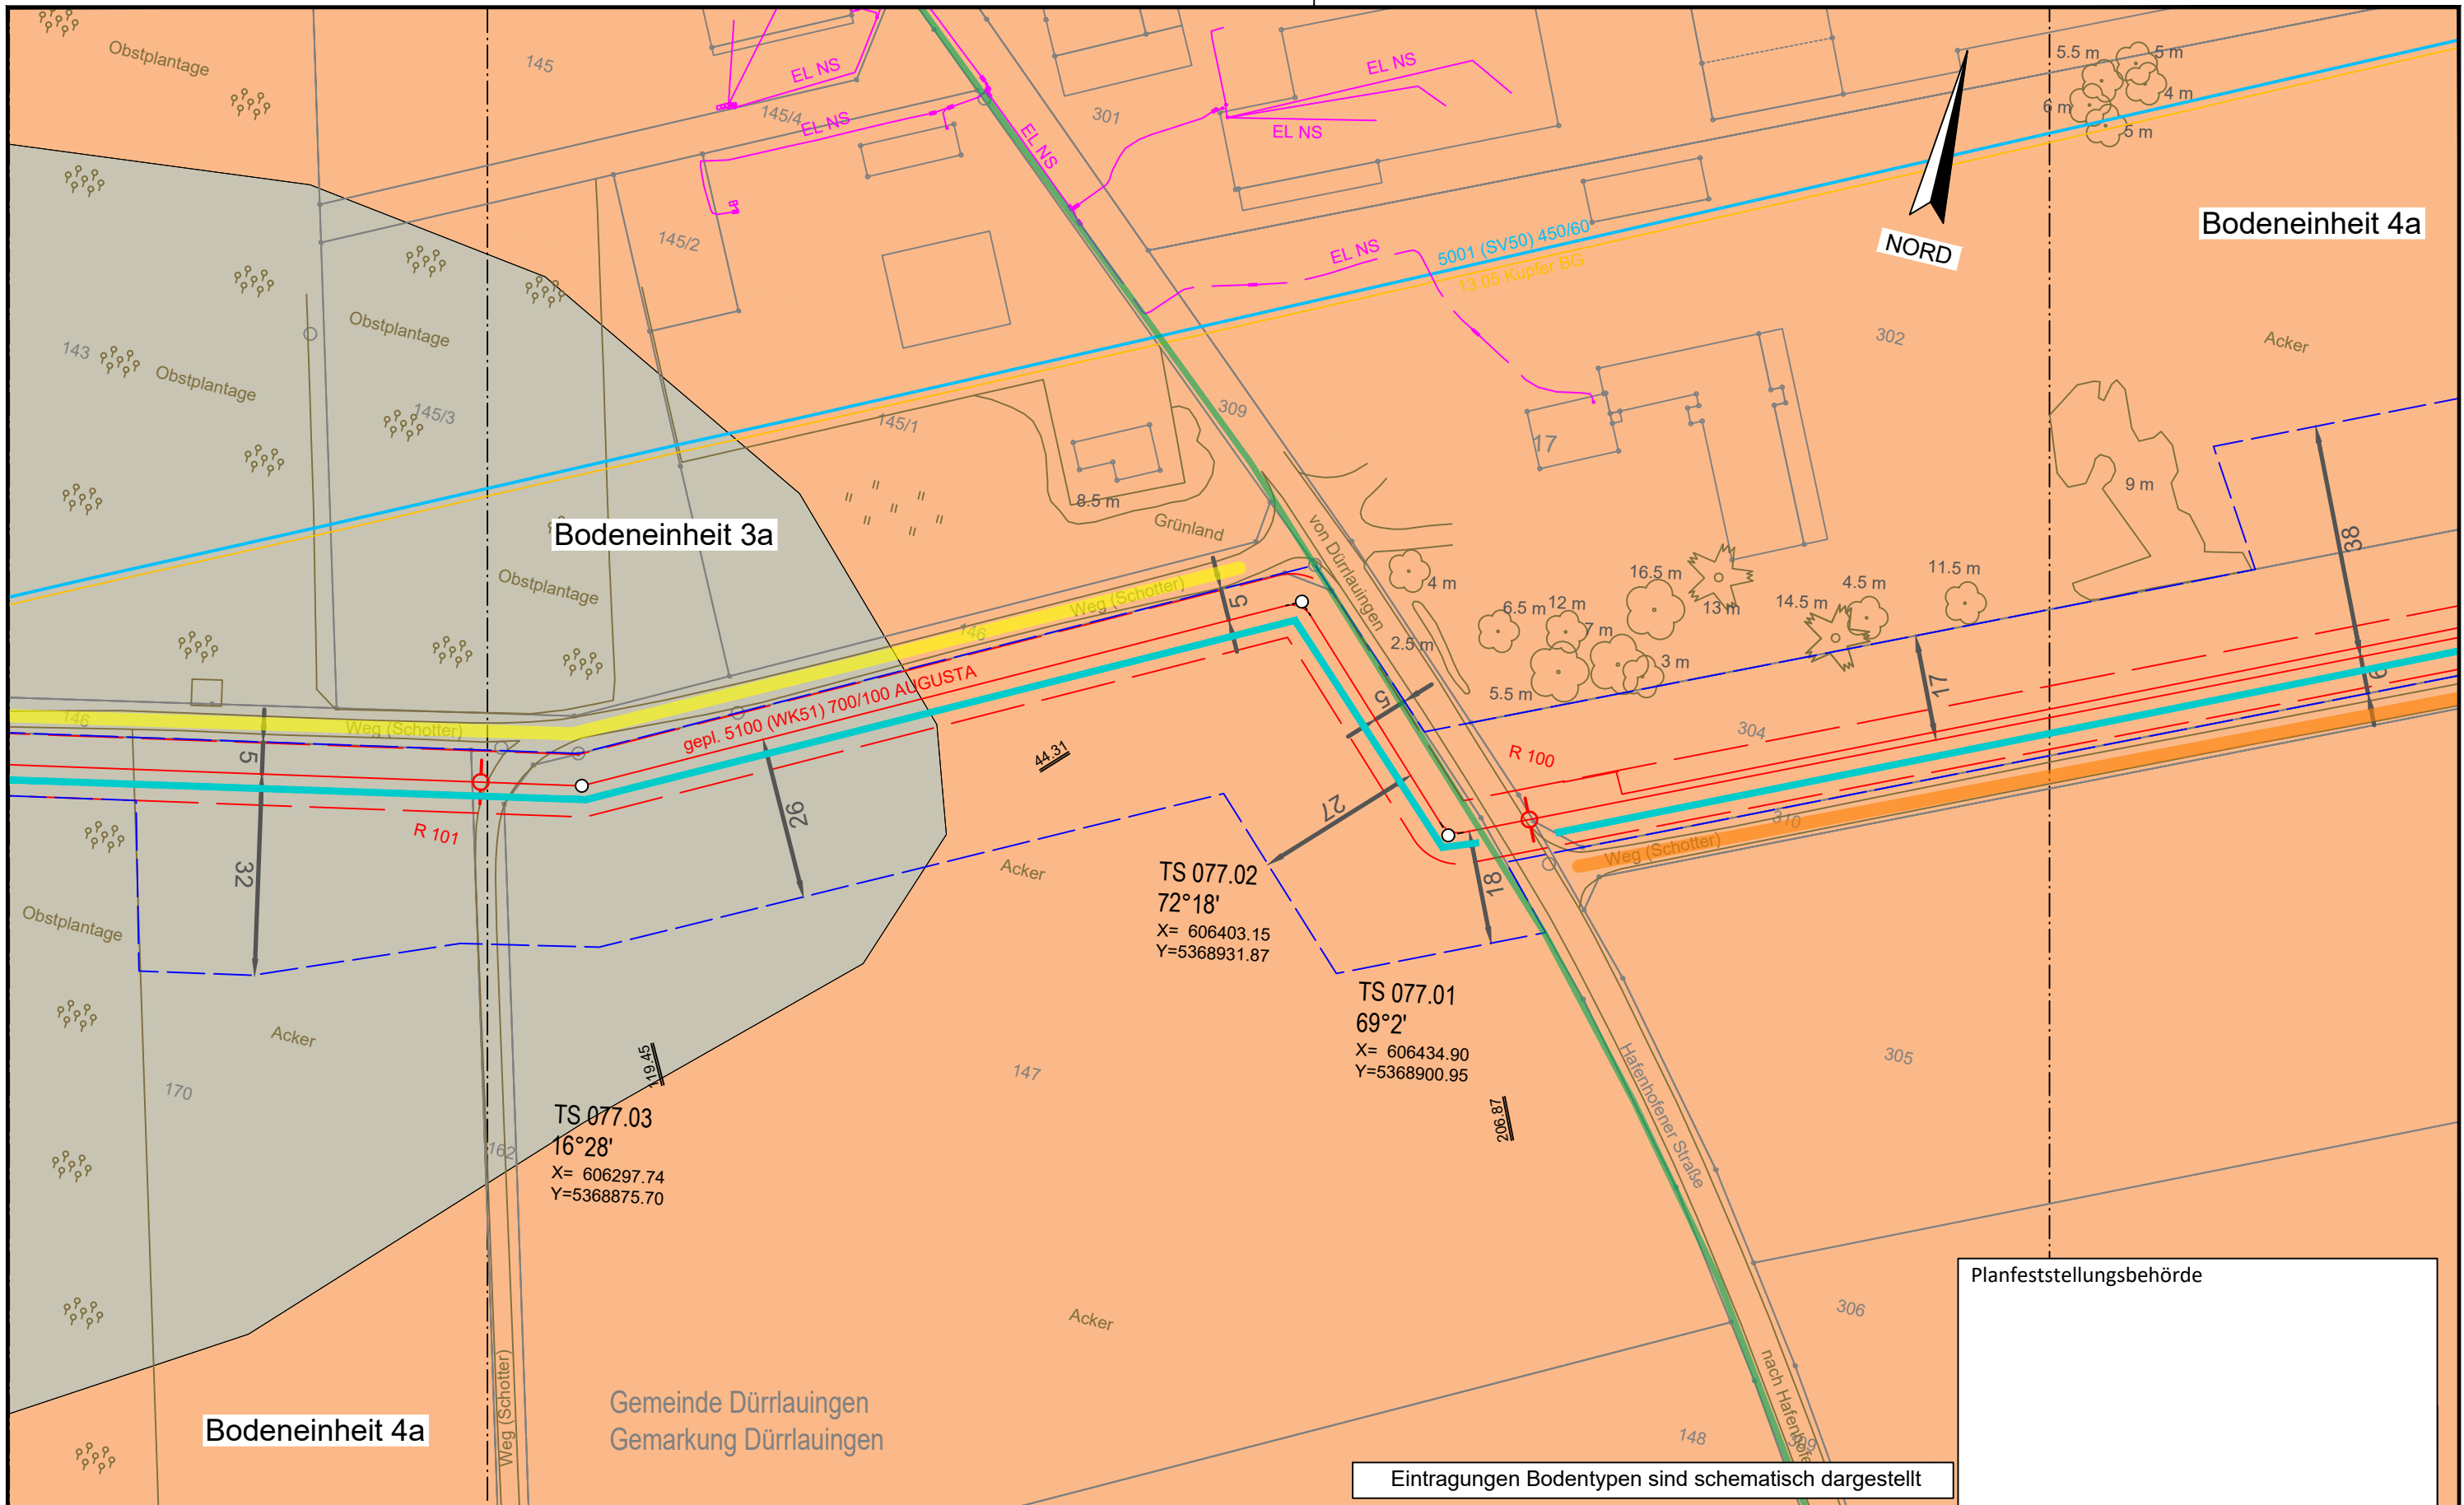 Obstplantage
145
EL NS
145/4
EL NS
EL NS
301
EL NS
EL NS
5.5 m
5 m
4 m
6 m
5 m
NORD
Bodeneinheit 4a
145/2
EL NS
5001 (SV50) 450/60
13.05 Kupfer BG
302
Acker
143
Obstplantage
Obstplantage
145/3
145/1
309
17
9 m
38
8.5 m
Grünland
Bodeneinheit 3a
Obstplantage
von Dürrlauingen
4 m
16.5 m
13 m
4.5 m
11.5 m
14.5 m
6.5 m
12 m
7 m
3 m
5.5 m
2.5 m
Weg (Schotter)
146
5
146
Weg (Schotter)
5
gepl. 5100 (WK51) 700/100 AUGUSTA
R 101
32
26
44.31
5
27
18
R 100
304
17
310
Weg (Schotter)
Obstplantage
Acker
TS 077.02
72°18'
X= 606403.15
Y=5368931.87
TS 077.01
69°2'
X= 606434.90
Y=5368900.95
Acker
170
119.45
147
206.87
Hafenhofener Straße
305
TS 077.03
16°28'
X= 606297.74
Y=5368875.70
162
Planfeststellungsbehörde
306
Acker
Weg (Schotter)
Gemeinde Dürrlauingen
Gemarkung Dürrlauingen
Bodeneinheit 4a
148
309
Eintragungen Bodentypen sind schematisch dargestellt